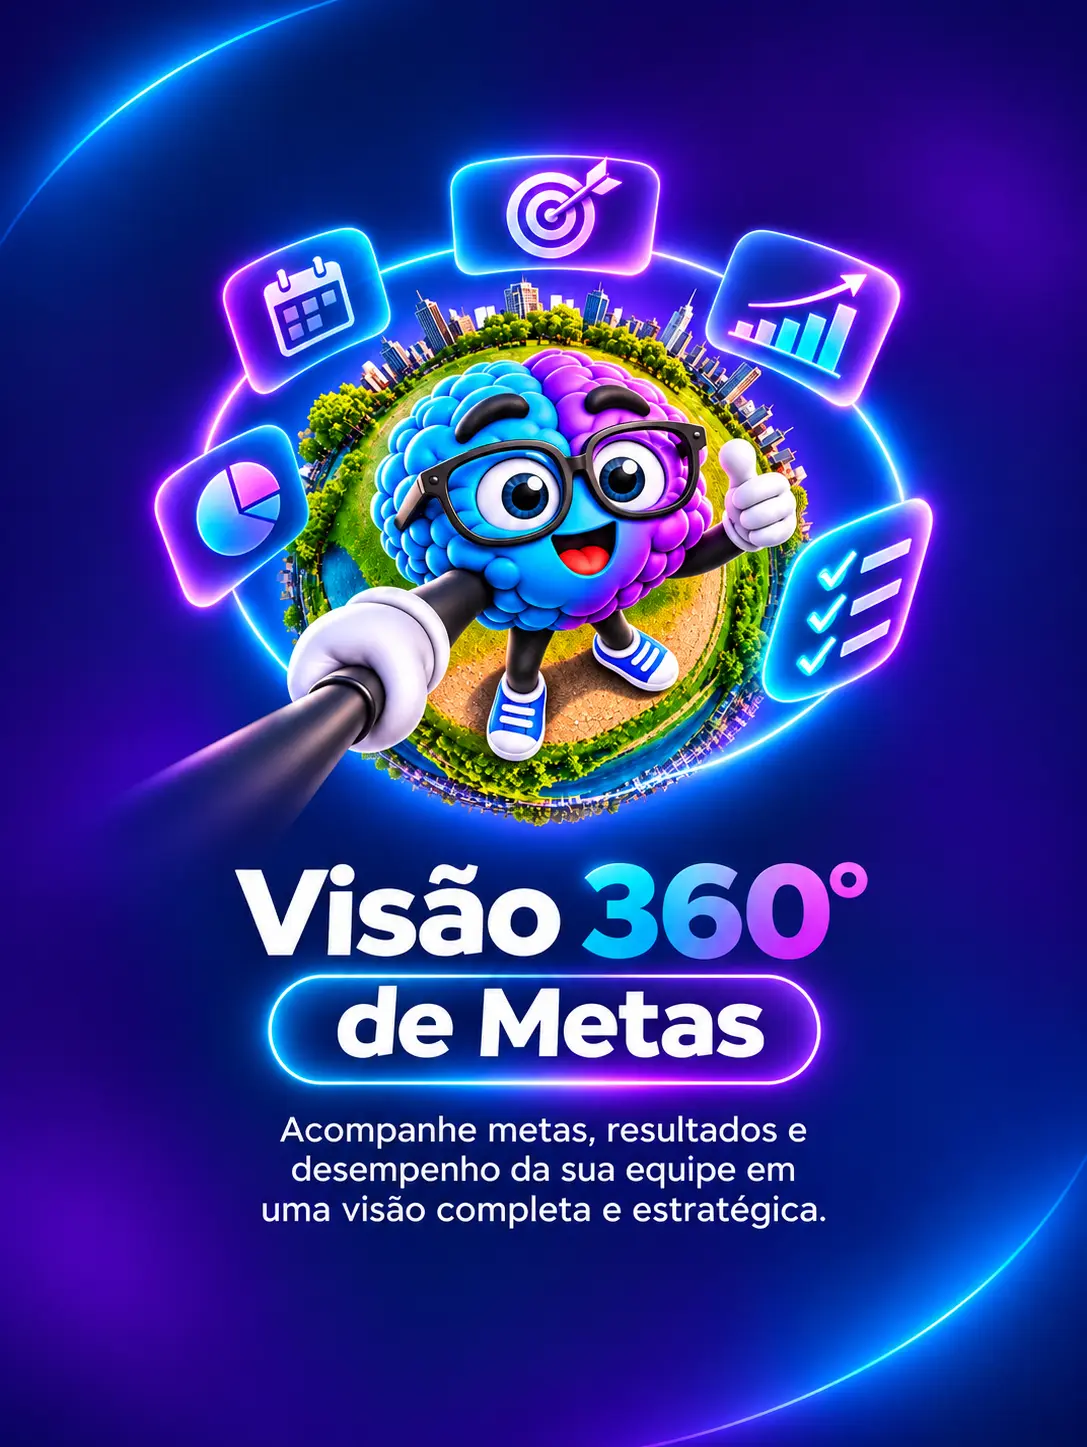 Visão 360°
de Metas
Acompanhe metas, resultados e
desempenho da sua equipe em
uma visão completa e estratégica.